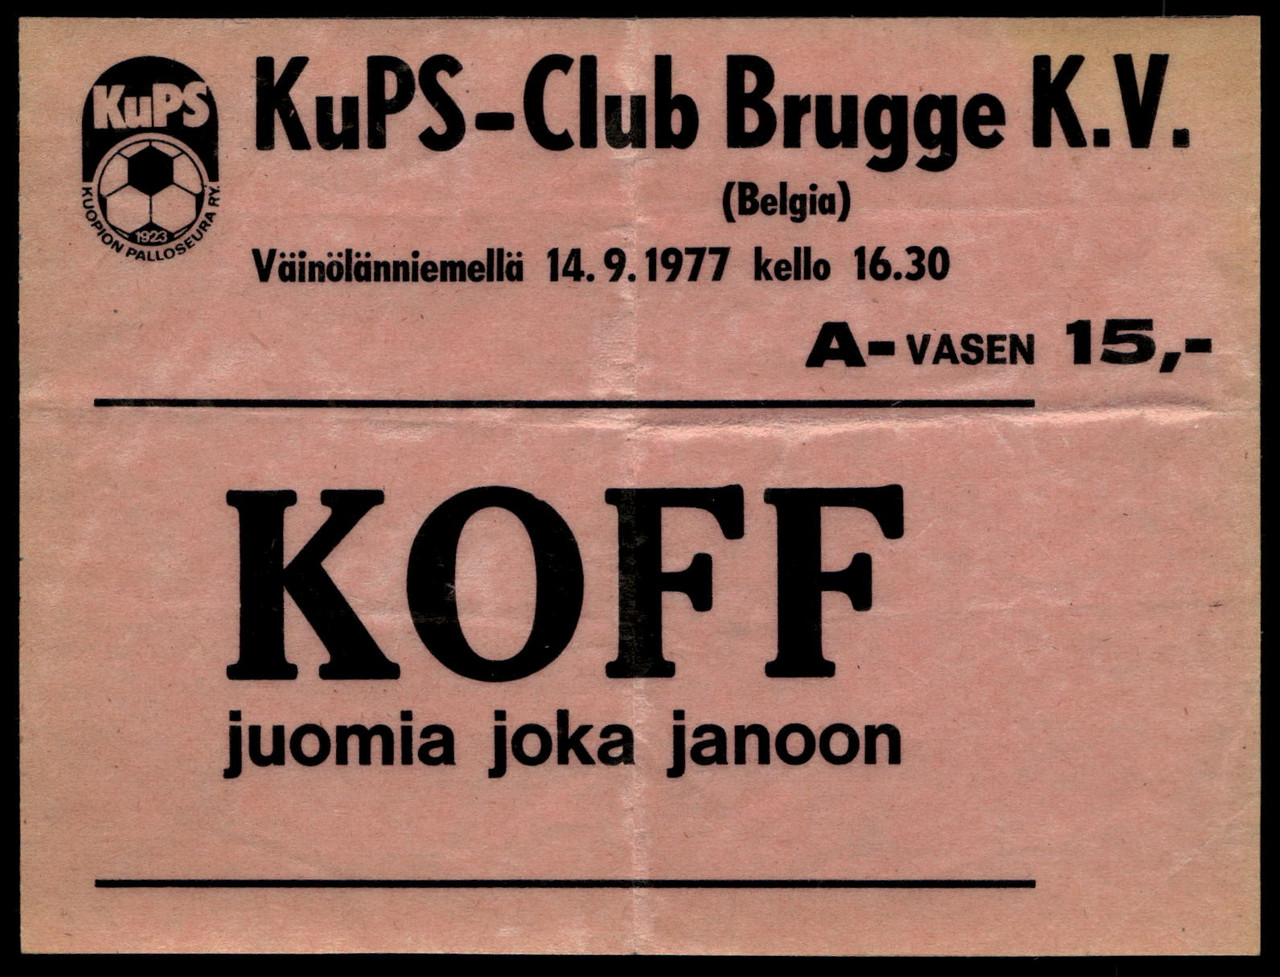 KuPS
KUOPION PALLOSEURA RY.
1923
KuPS-Club Brugge K.V.
(Belgia)
Väinölänniemellä 14.9.1977 kello 16.30
A-VASEN 15,-
KOFF
juomia joka janoon